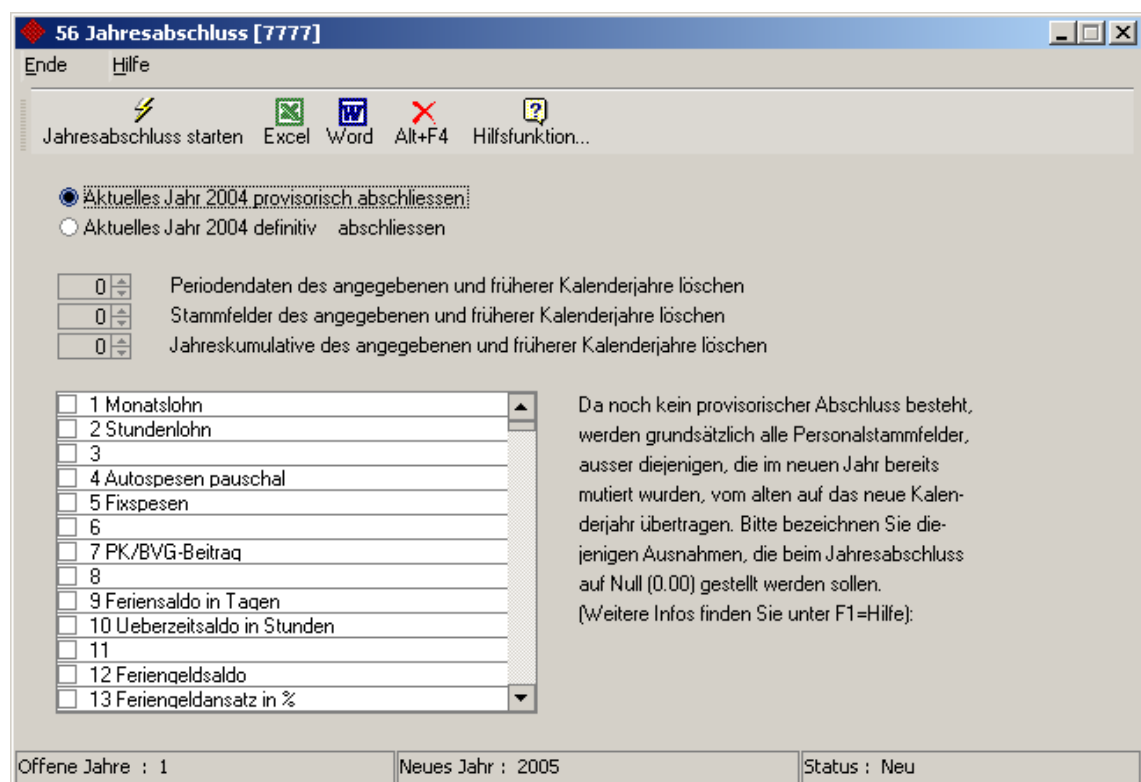 56 Jahresabschluss [7777]
Ende Hilfe
Jahresabschluss starten Excel Word Alt+F4 Hilfsfunktion...
Aktuelles Jahr 2004 provisorisch abschliessen
Aktuelles Jahr 2004 definitiv abschliessen
0 Periodendaten des angegebenen und früherer Kalenderjahre löschen
0 Stammfelder des angegebenen und früherer Kalenderjahre löschen
0 Jahreskumulative des angegebenen und früherer Kalenderjahre löschen
1 Monatslohn
2 Stundenlohn
3
4 Autospesen pauschal
5 Fixspesen
6
7 PK/BVG-Beitrag
8
9 Feriensaldo in Tagen
10 Ueberzeitsaldo in Stunden
11
12 Feriengeldsaldo
13 Feriengeldansatz in %
Da noch kein provisorischer Abschluss besteht,
werden grundsätzlich alle Personalstammfelder,
ausser diejenigen, die im neuen Jahr bereits
mutiert wurden, vom alten auf das neue Kalen-
derjahr übertragen. Bitte bezeichnen Sie die-
jenigen Ausnahmen, die beim Jahresabschluss
auf Null (0.00) gestellt werden sollen.
(Weitere Infos finden Sie unter F1=Hilfe):
Offene Jahre : 1 Neues Jahr : 2005 Status : Neu